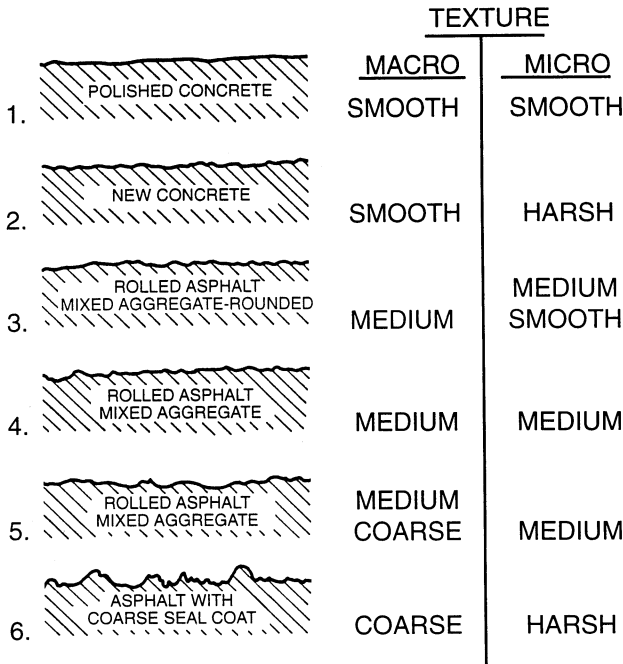 TEXTURE
MACRO MICRO
POLISHED CONCRETE
1. SMOOTH SMOOTH
NEW CONCRETE
2. SMOOTH HARSH
ROLLED ASPHALT
MIXED AGGREGATE-ROUNDED
3. MEDIUM MEDIUM
SMOOTH
ROLLED ASPHALT
MIXED AGGREGATE
4. MEDIUM MEDIUM
ROLLED ASPHALT
MIXED AGGREGATE
5. MEDIUM
COARSE MEDIUM
ASPHALT WITH
COARSE SEAL COAT
6. COARSE HARSH